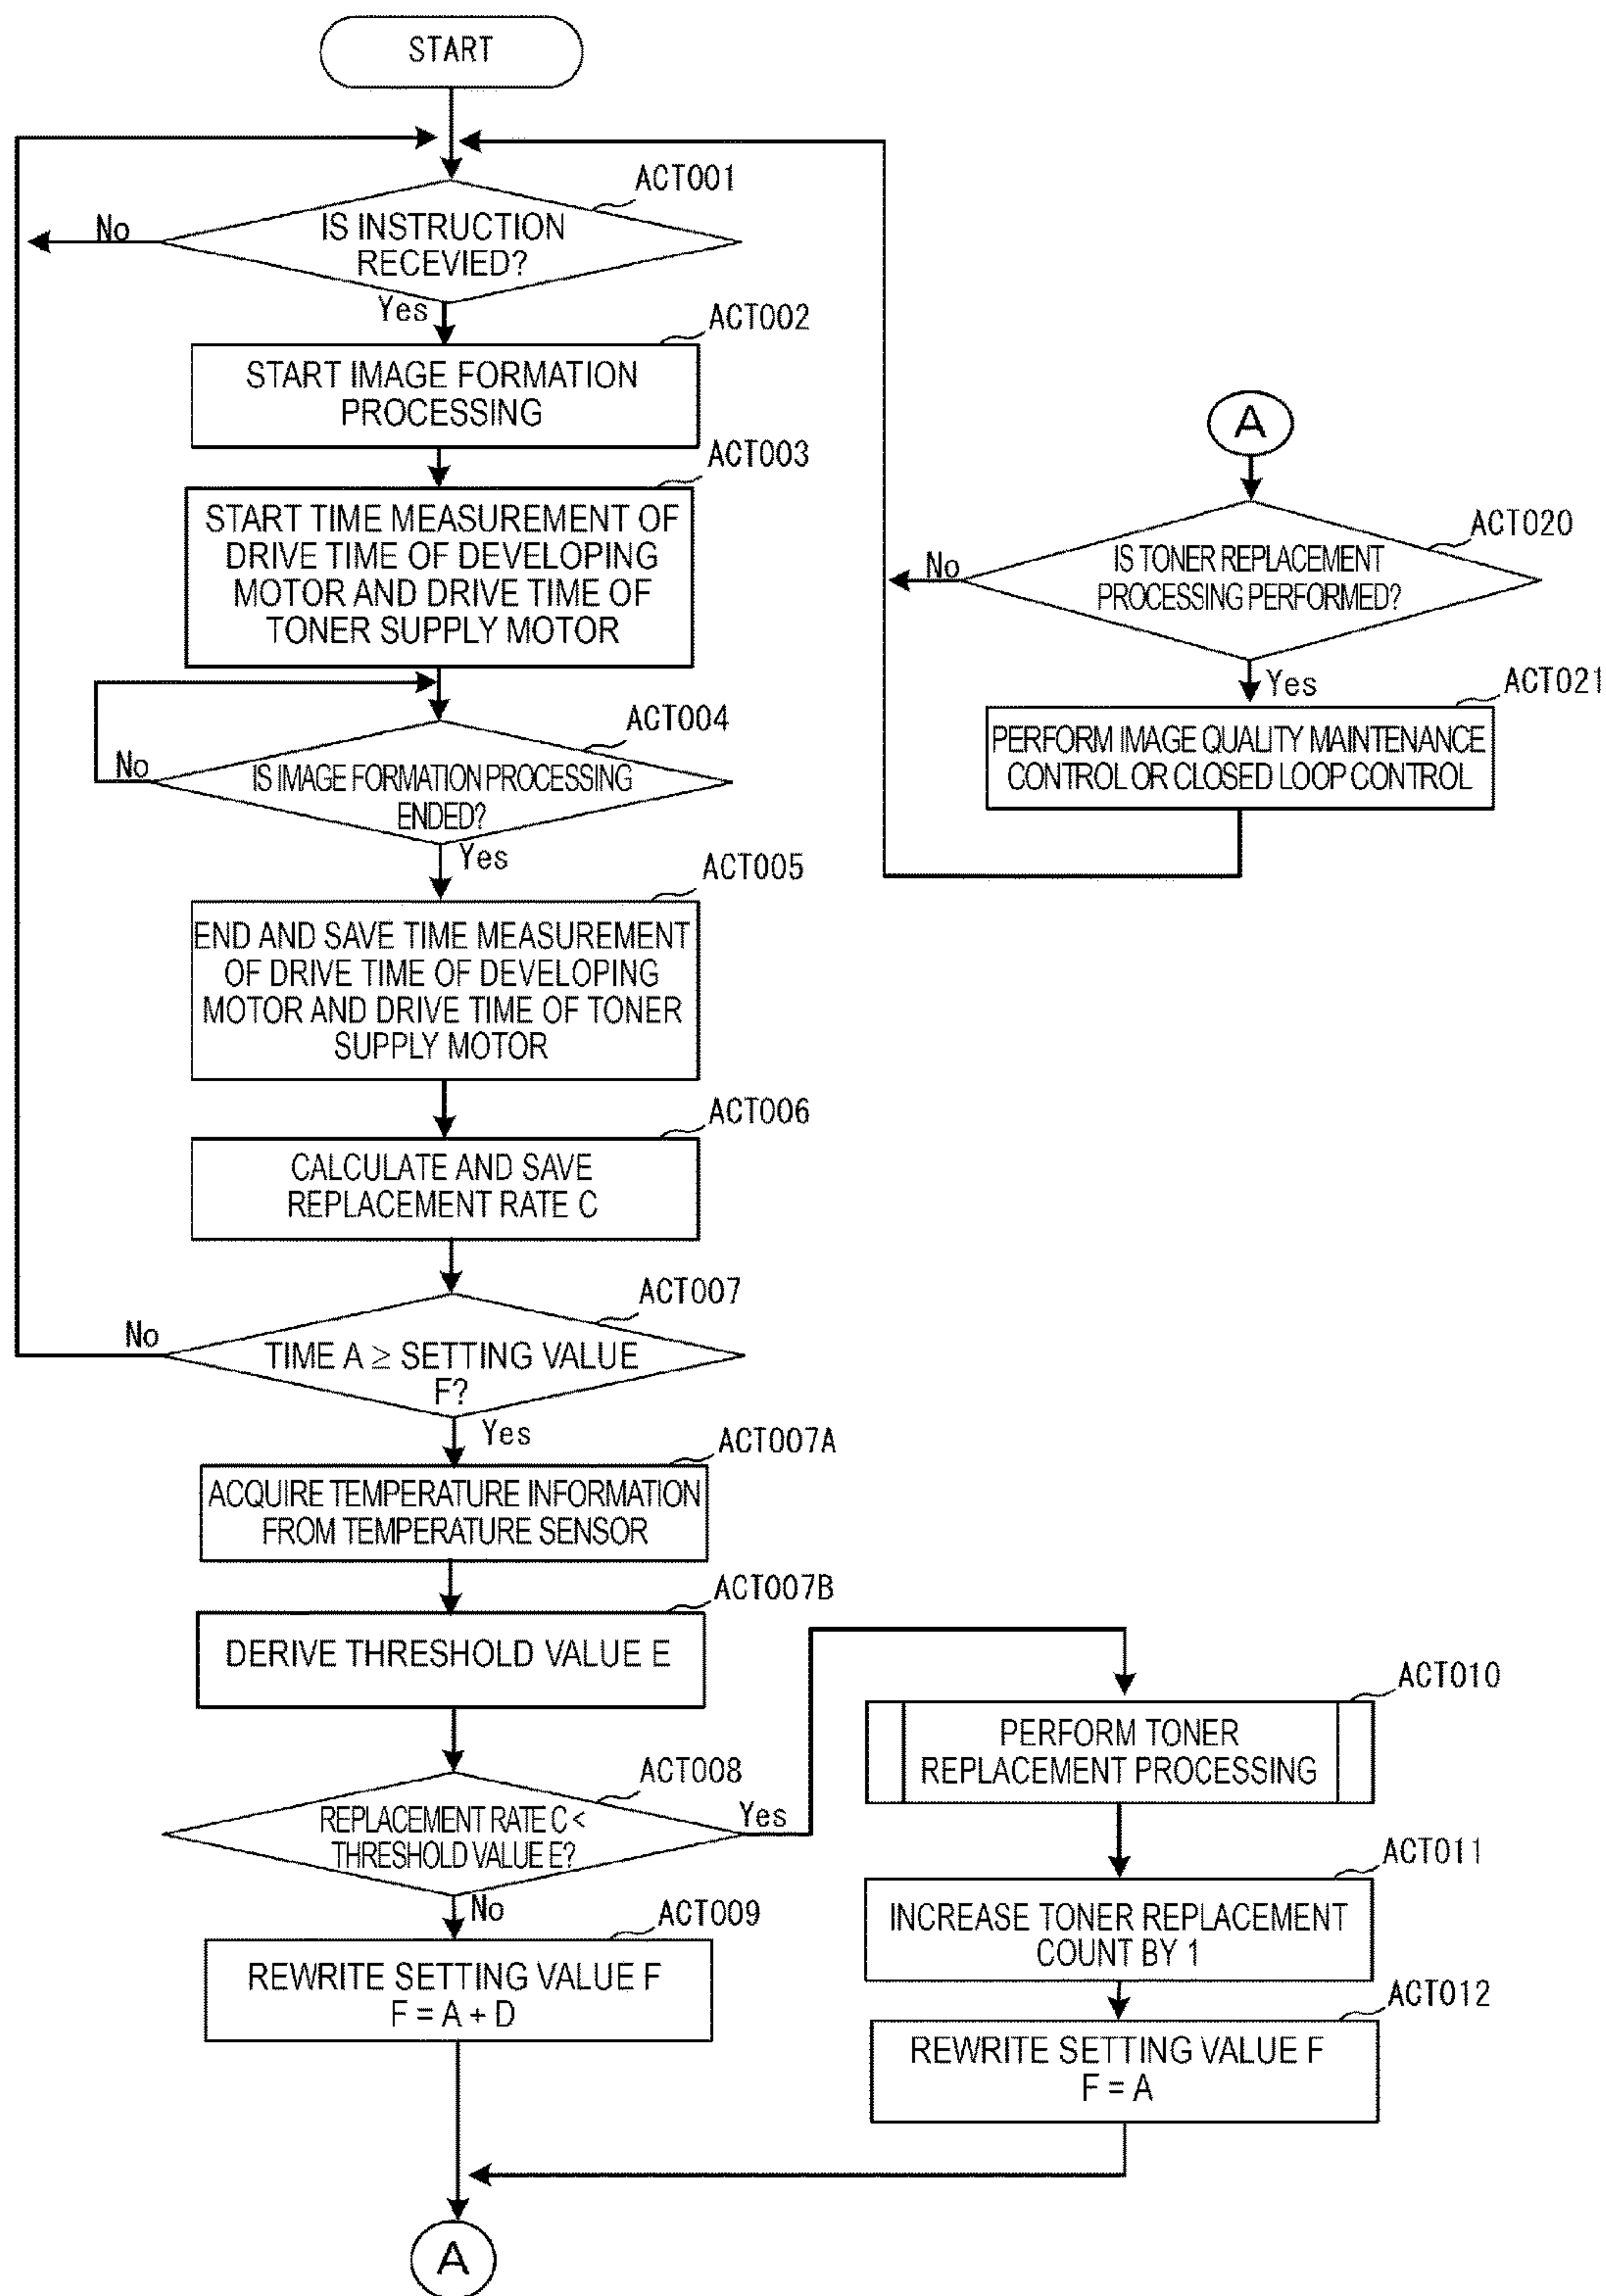 START
ACT001
IS INSTRUCTION
RECEVIED?
No
Yes
ACT002
START IMAGE FORMATION
PROCESSING
ACT003
START TIME MEASUREMENT OF
DRIVE TIME OF DEVELOPING
MOTOR AND DRIVE TIME OF
TONER SUPPLY MOTOR
ACT004
IS IMAGE FORMATION PROCESSING
ENDED?
No
Yes
ACT005
END AND SAVE TIME MEASUREMENT
OF DRIVE TIME OF DEVELOPING
MOTOR AND DRIVE TIME OF TONER
SUPPLY MOTOR
ACT006
CALCULATE AND SAVE
REPLACEMENT RATE C
ACT007
TIME A ≥ SETTING VALUE
F?
No
Yes
ACT007A
ACQUIRE TEMPERATURE INFORMATION
FROM TEMPERATURE SENSOR
ACT007B
DERIVE THRESHOLD VALUE E
ACT008
REPLACEMENT RATE C <
THRESHOLD VALUE E?
Yes
No
ACT009
REWRITE SETTING VALUE F
F = A + D
A
ACT010
PERFORM TONER
REPLACEMENT PROCESSING
ACT011
INCREASE TONER REPLACEMENT
COUNT BY 1
ACT012
REWRITE SETTING VALUE F
F = A
A
ACT020
IS TONER REPLACEMENT
PROCESSING PERFORMED?
No
Yes
ACT021
PERFORM IMAGE QUALITY MAINTENANCE
CONTROL OR CLOSED LOOP CONTROL